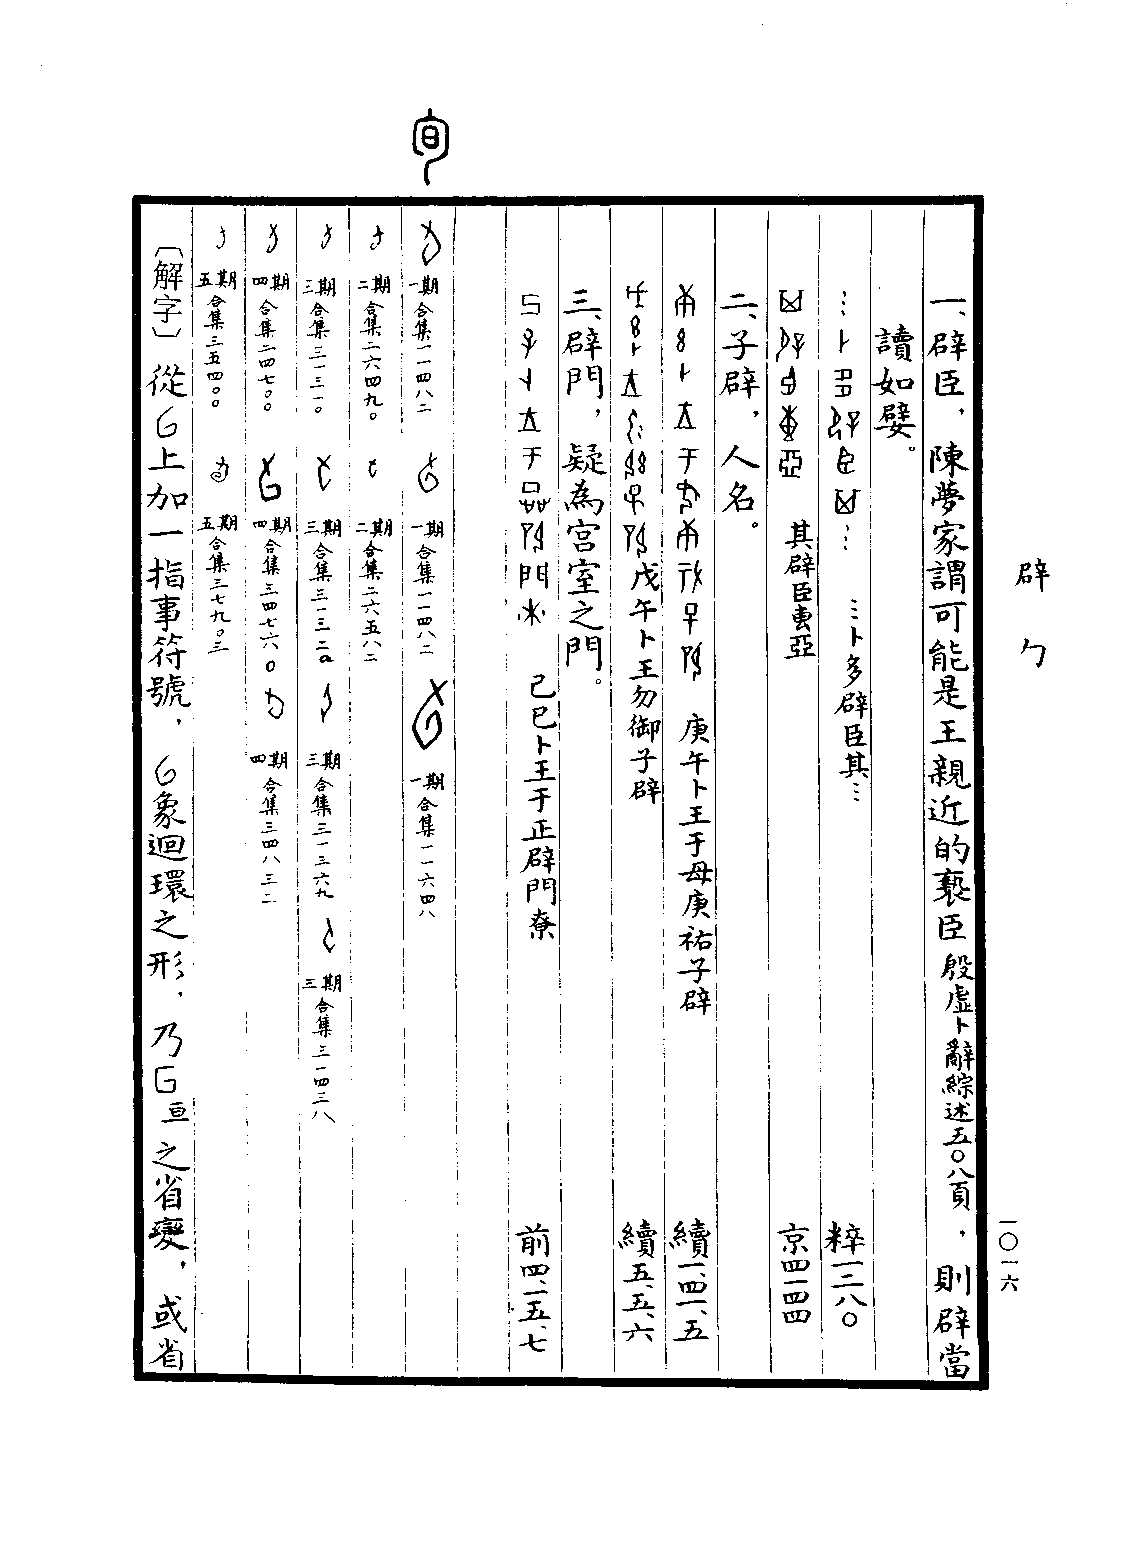 辟 勹
一〇一六
一、辟臣，陳夢家謂可能是王親近的褻臣殷虛卜辭綜述五〇八頁，則辟當
讀如嬖。
…卜多辟臣其… 粹一二八〇
其辟臣叀亞 京四一四四
二、子辟，人名。
庚午卜王于母庚祐子辟 續一、四一、五
戊午卜王勿御子辟 續五、五、六
三、辟門，疑為宮室之門。
己巳卜王于正辟門尞 前四、一五、七
旬
一期 合集一一四八二 一期 合集一一四八二 一期 合集一一六四八
二期 合集二六四九〇 二期 合集二六五八二
三期 合集三一三一〇 三期 合集三一三二〇 三期 合集三一三六九 三期 合集三一四三八
四期 合集二四七〇〇 四期 合集三四七六〇 四期 合集三四八三二
五期 合集三五四〇〇 五期 合集三七九〇三
〔解字〕從上加一指事符號，象迴環之形，乃亘之省變，或省